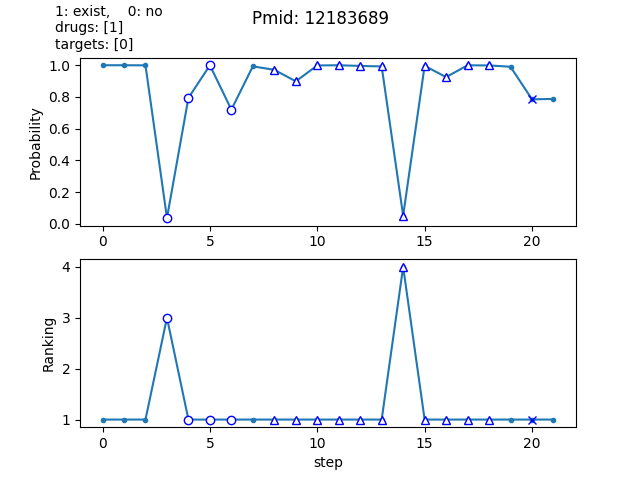 1: exist,    0: no
drugs: [1]
targets: [0]
Pmid: 12183689
Probability
1.0
0.8
0.6
0.4
0.2
0.0
0 5 10 15 20
Ranking
4
3
2
1
0 5 10 15 20
step